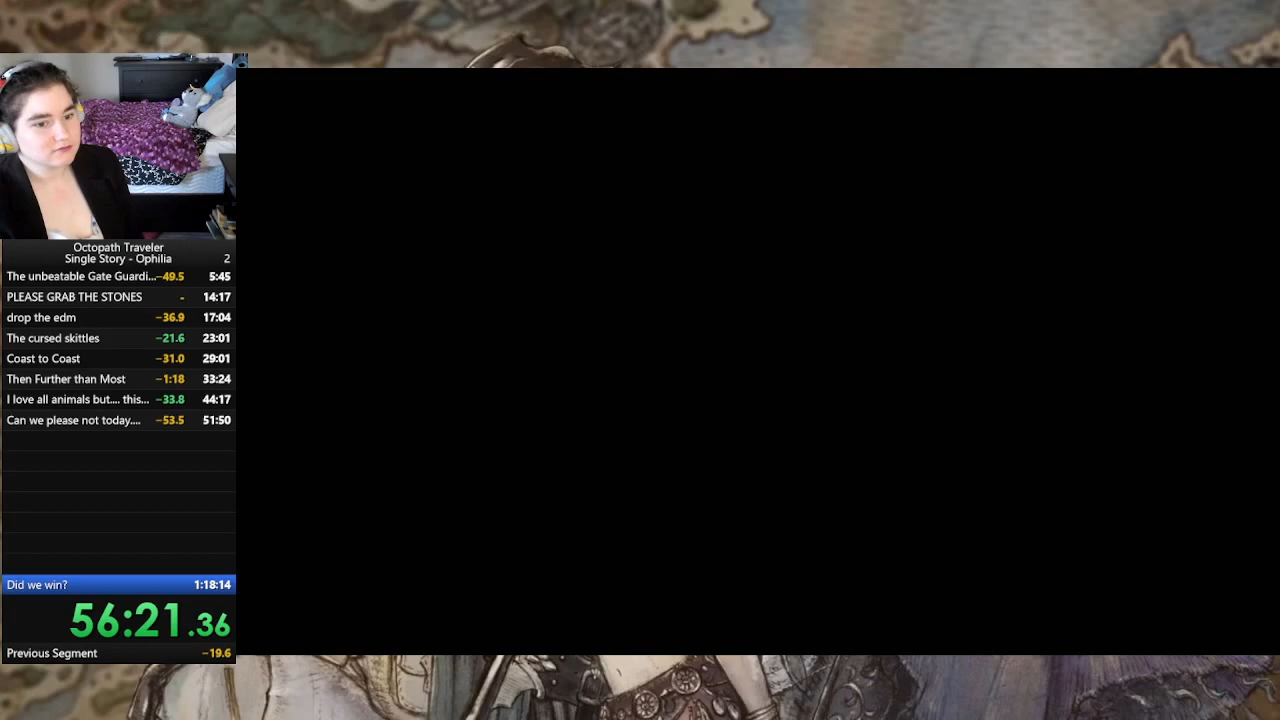 Octopath Traveler
Single Story - Ophilia 2
The unbeatable Gate Guardi... −49.5 5:45
PLEASE GRAB THE STONES - 14:17
drop the edm −36.9 17:04
The cursed skittles −21.6 23:01
Coast to Coast −31.0 29:01
Then Further than Most −1:18 33:24
I love all animals but.... this... −33.8 44:17
Can we please not today.... −53.5 51:50
Did we win? 1:18:14
56:21.36
Previous Segment −19.6